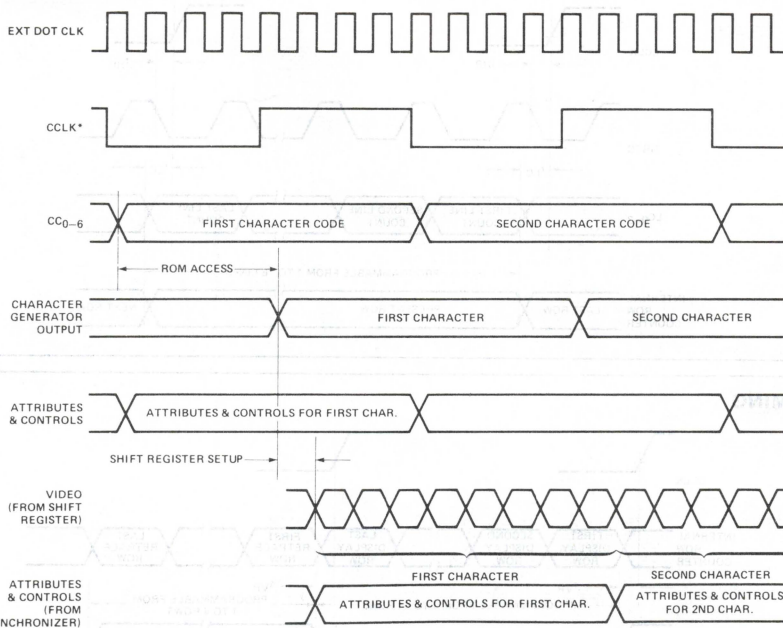 EXT DOT CLK
CCLK*
CC0–6
FIRST CHARACTER CODE
SECOND CHARACTER CODE
ROM ACCESS
CHARACTER
GENERATOR
OUTPUT
FIRST CHARACTER
SECOND CHARACTER
ATTRIBUTES
& CONTROLS
ATTRIBUTES & CONTROLS FOR FIRST CHAR.
SHIFT REGISTER SETUP
VIDEO
(FROM SHIFT
REGISTER)
FIRST CHARACTER
SECOND CHARACTER
ATTRIBUTES
& CONTROLS
(FROM
NCHRONIZER)
ATTRIBUTES & CONTROLS FOR FIRST CHAR.
ATTRIBUTES & CONTROLS
FOR 2ND CHAR.